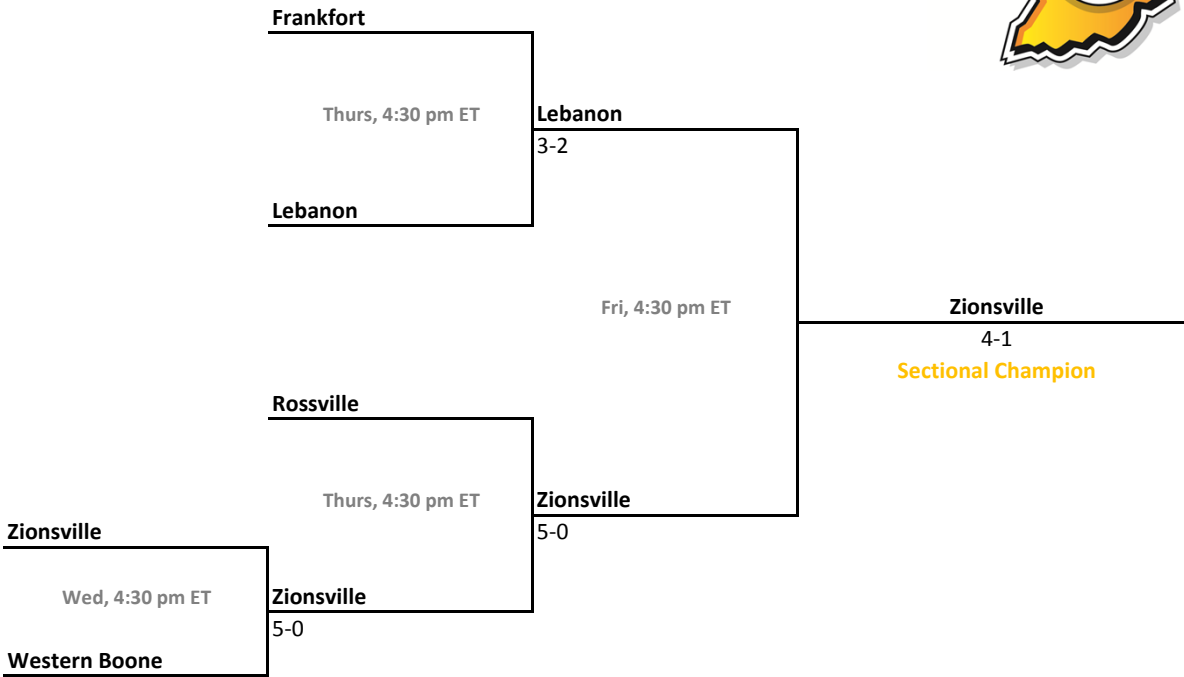 Frankfort
Thurs, 4:30 pm ET
Lebanon
3-2
Lebanon
Fri, 4:30 pm ET
Zionsville
4-1
Sectional Champion
Rossville
Thurs, 4:30 pm ET
Zionsville
5-0
Zionsville
Wed, 4:30 pm ET
Zionsville
5-0
Western Boone